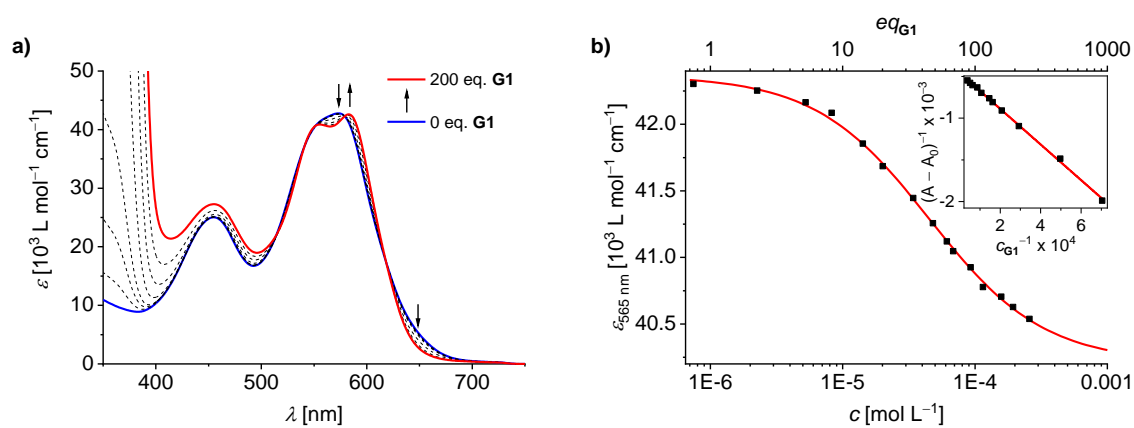 a)
50
40
30
20
10
0
ε [10³ L mol⁻¹ cm⁻¹]
400
500
600
700
λ [nm]
200 eq. G1
0 eq. G1
b)
eq_G1
1
10
100
1000
42.0
41.5
41.0
40.5
ε_565 nm [10³ L mol⁻¹ cm⁻¹]
1E-6
1E-5
1E-4
0.001
c [mol L⁻¹]
-1
-2
(A − A₀)⁻¹ x 10⁻³
2
4
6
c_G1⁻¹ x 10⁴